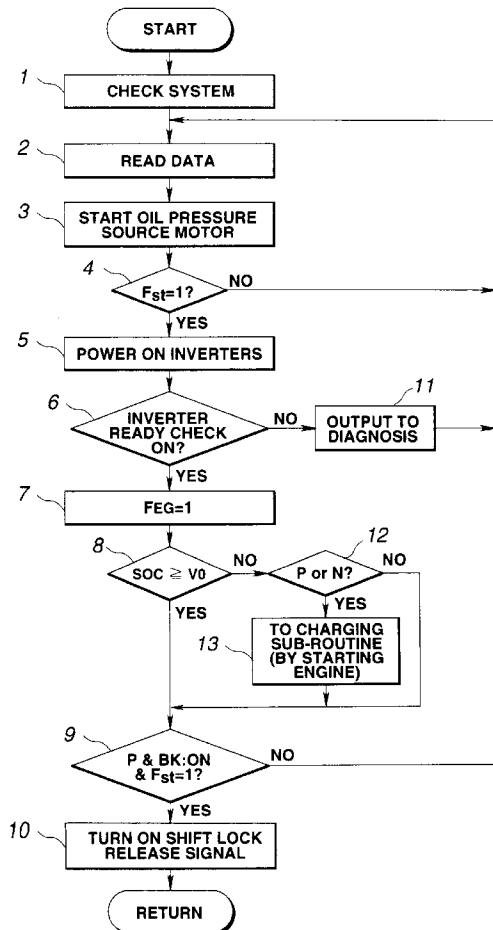 START
1
CHECK SYSTEM
2
READ DATA
3
START OIL PRESSURE
SOURCE MOTOR
4
Fst=1?
NO
YES
5
POWER ON INVERTERS
6
INVERTER
READY CHECK
ON?
NO
11
OUTPUT TO
DIAGNOSIS
YES
7
FEG=1
8
SOC ≧ V0
NO
12
P or N?
NO
YES
YES
13
TO CHARGING
SUB-ROUTINE
(BY STARTING
ENGINE)
9
P & BK:ON
& Fst=1?
NO
YES
10
TURN ON SHIFT LOCK
RELEASE SIGNAL
RETURN